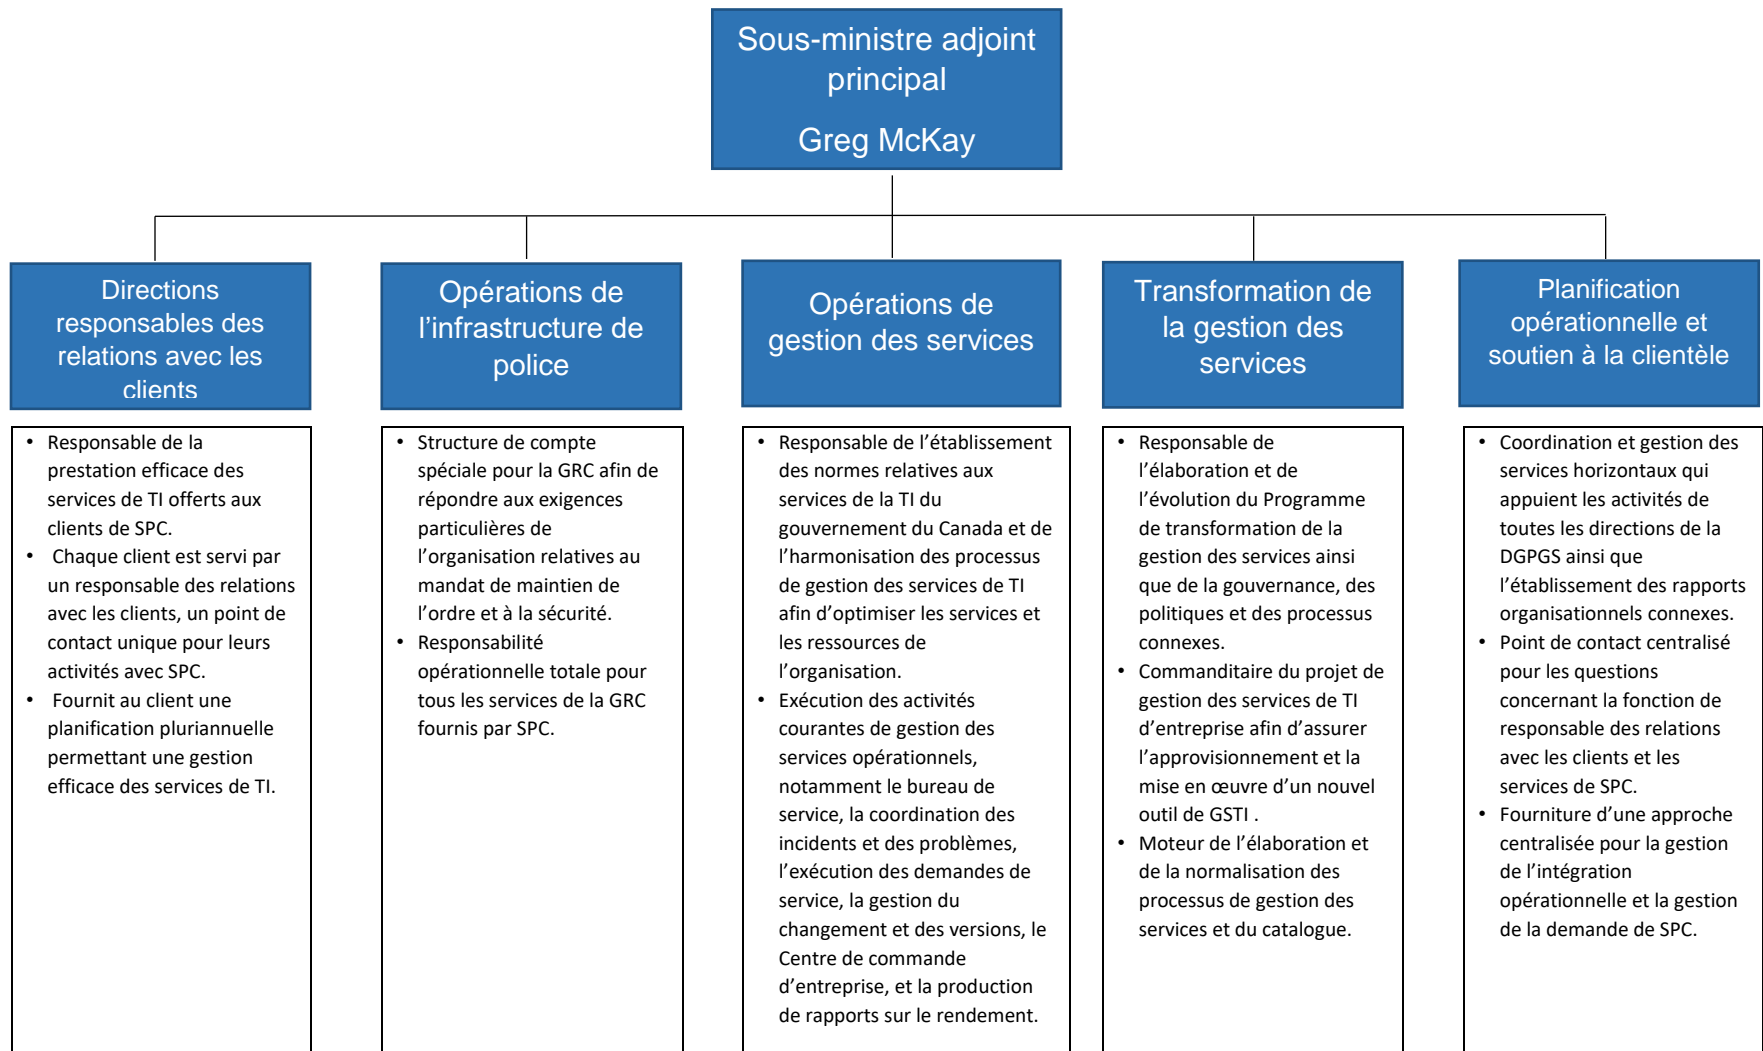 Sous-ministre adjoint
principal
Greg McKay
Directions
responsables des
relations avec les
clients
Opérations de
l’infrastructure de
police
Opérations de
gestion des services
Transformation de
la gestion des
services
Planification
opérationnelle et
soutien à la clientèle
• Responsable de la
prestation efficace des
services de TI offerts aux
clients de SPC.
• Chaque client est servi par
un responsable des relations
avec les clients, un point de
contact unique pour leurs
activités avec SPC.
• Fournit au client une
planification pluriannuelle
permettant une gestion
efficace des services de TI.
• Structure de compte
spéciale pour la GRC afin de
répondre aux exigences
particulières de
l’organisation relatives au
mandat de maintien de
l’ordre et à la sécurité.
• Responsabilité
opérationnelle totale pour
tous les services de la GRC
fournis par SPC.
• Responsable de l’établissement
des normes relatives aux
services de la TI du
gouvernement du Canada et de
l’harmonisation des processus
de gestion des services de TI
afin d’optimiser les services et
les ressources de
l’organisation.
• Exécution des activités
courantes de gestion des
services opérationnels,
notamment le bureau de
service, la coordination des
incidents et des problèmes,
l’exécution des demandes de
service, la gestion du
changement et des versions, le
Centre de commande
d’entreprise, et la production
de rapports sur le rendement.
• Responsable de
l’élaboration et de
l’évolution du Programme
de transformation de la
gestion des services ainsi
que de la gouvernance, des
politiques et des processus
connexes.
• Commanditaire du projet de
gestion des services de TI
d’entreprise afin d’assurer
l’approvisionnement et la
mise en œuvre d’un nouvel
outil de GSTI .
• Moteur de l’élaboration et
de la normalisation des
processus de gestion des
services et du catalogue.
• Coordination et gestion des
services horizontaux qui
appuient les activités de
toutes les directions de la
DGPGS ainsi que
l’établissement des rapports
organisationnels connexes.
• Point de contact centralisé
pour les questions
concernant la fonction de
responsable des relations
avec les clients et les
services de SPC.
• Fourniture d’une approche
centralisée pour la gestion
de l’intégration
opérationnelle et la gestion
de la demande de SPC.